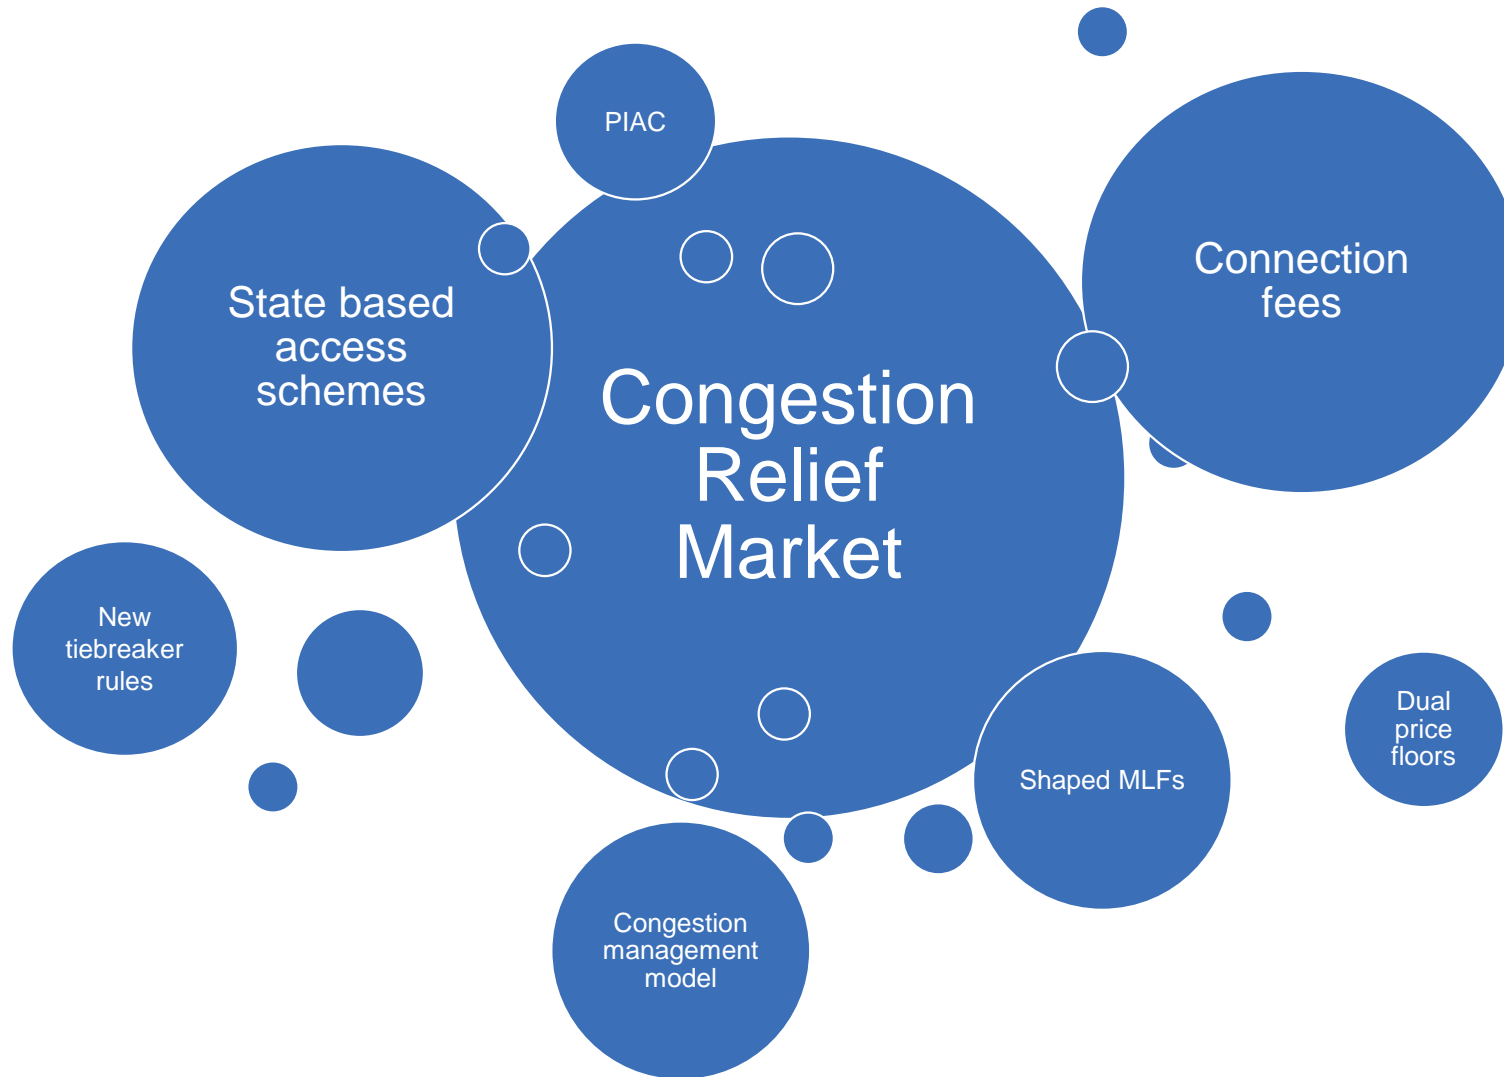 PIAC
Connection
fees
State based
access
schemes
Congestion
Relief
Market
New
tiebreaker
rules
Dual
price
floors
Shaped MLFs
Congestion
management
model